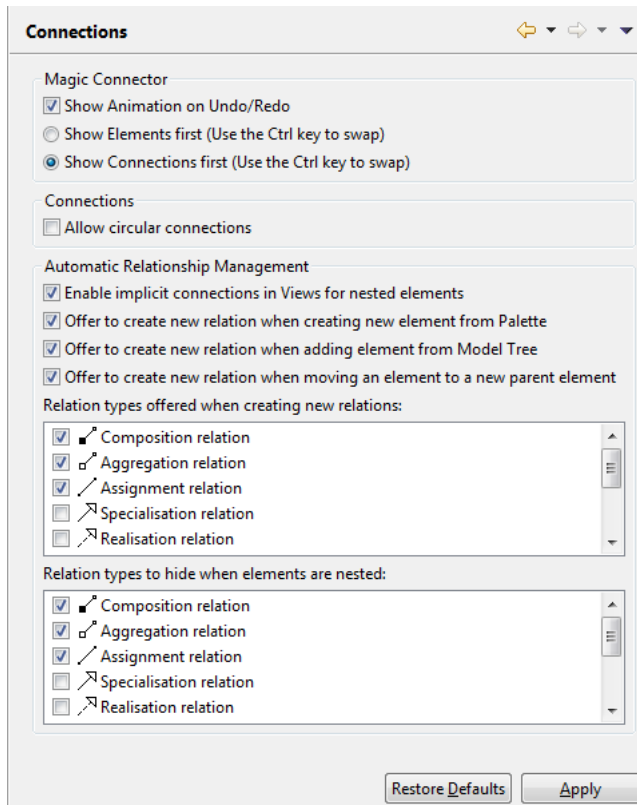 Connections
Magic Connector
Show Animation on Undo/Redo
Show Elements first (Use the Ctrl key to swap)
Show Connections first (Use the Ctrl key to swap)
Connections
Allow circular connections
Automatic Relationship Management
Enable implicit connections in Views for nested elements
Offer to create new relation when creating new element from Palette
Offer to create new relation when adding element from Model Tree
Offer to create new relation when moving an element to a new parent element
Relation types offered when creating new relations:
Composition relation
Aggregation relation
Assignment relation
Specialisation relation
Realisation relation
Relation types to hide when elements are nested:
Composition relation
Aggregation relation
Assignment relation
Specialisation relation
Realisation relation
Restore Defaults Apply